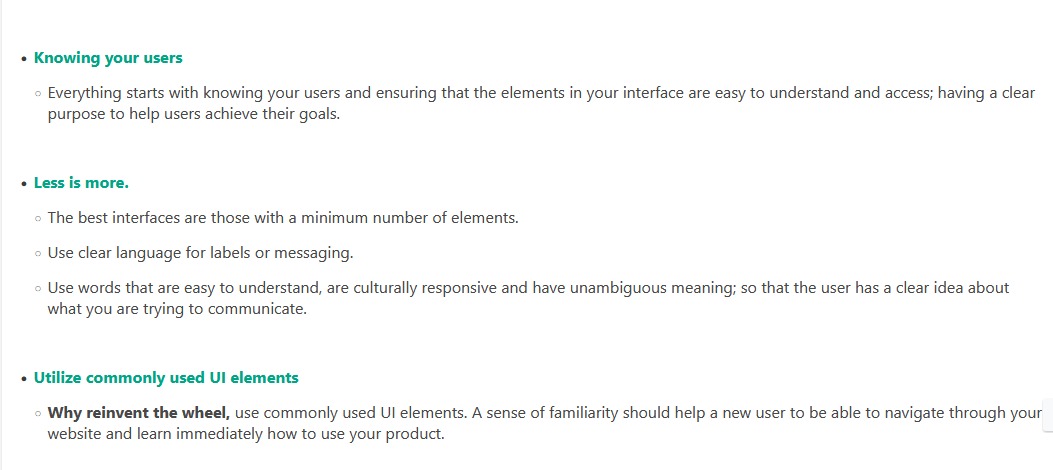 Knowing your users
Everything starts with knowing your users and ensuring that the elements in your interface are easy to understand and access; having a clear
purpose to help users achieve their goals.
Less is more.
The best interfaces are those with a minimum number of elements.
Use clear language for labels or messaging.
Use words that are easy to understand, are culturally responsive and have unambiguous meaning; so that the user has a clear idea about
what you are trying to communicate.
Utilize commonly used UI elements
Why reinvent the wheel, use commonly used UI elements. A sense of familiarity should help a new user to be able to navigate through your
website and learn immediately how to use your product.